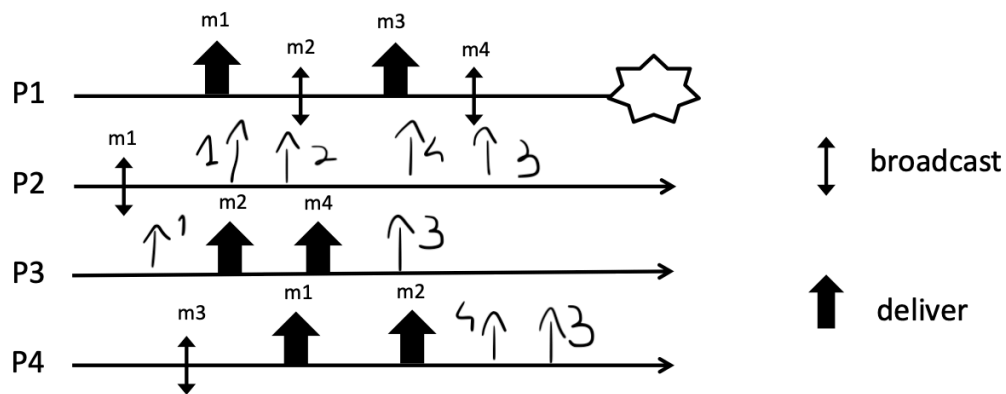 m1 m2 m3 m4
P1
m1 1 2 4 3
P2
broadcast
1 m2 m4 3
P3
m3 m1 m2 4 3
deliver
P4